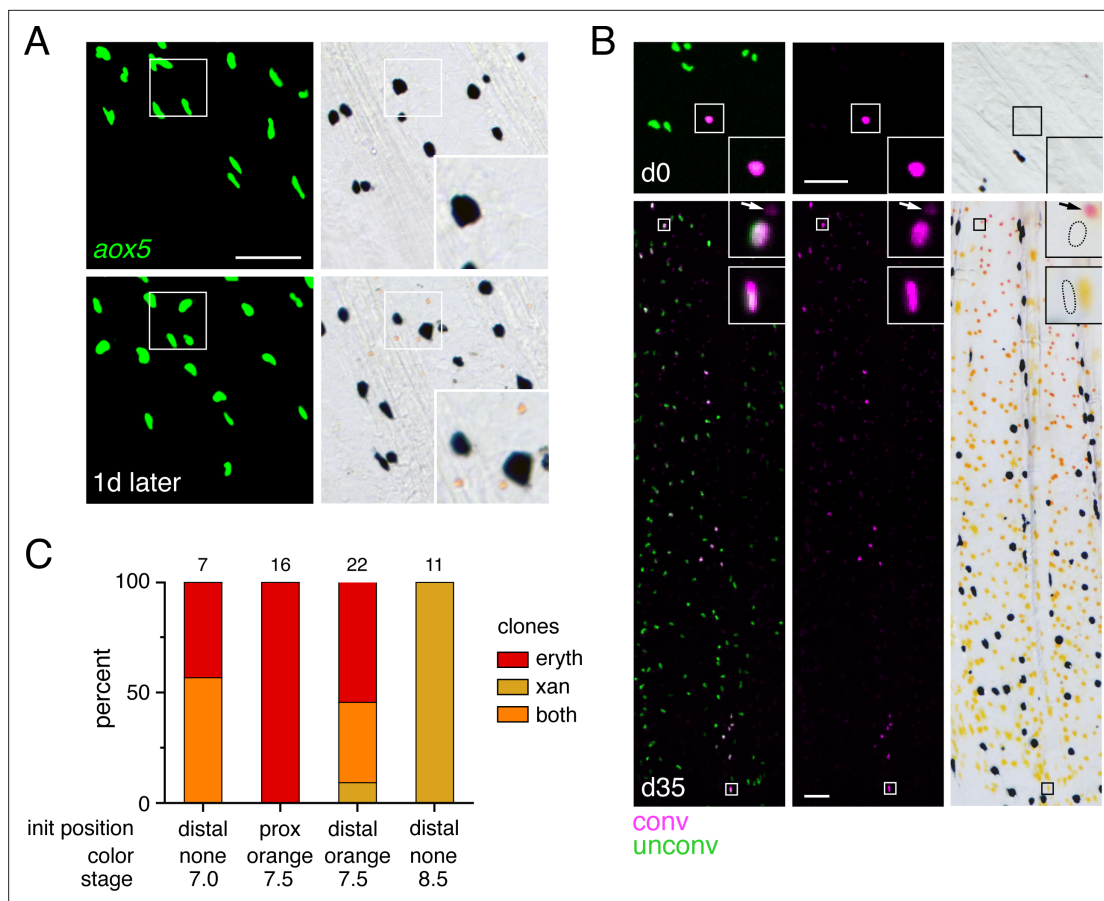 A
B
aox5
1d later
d0
d35
conv
unconv
C
7 16 22 11
100
50
0
percent
clones
eryth
xan
both
init position distal prox distal distal
color none orange orange none
stage 7.0 7.5 7.5 8.5